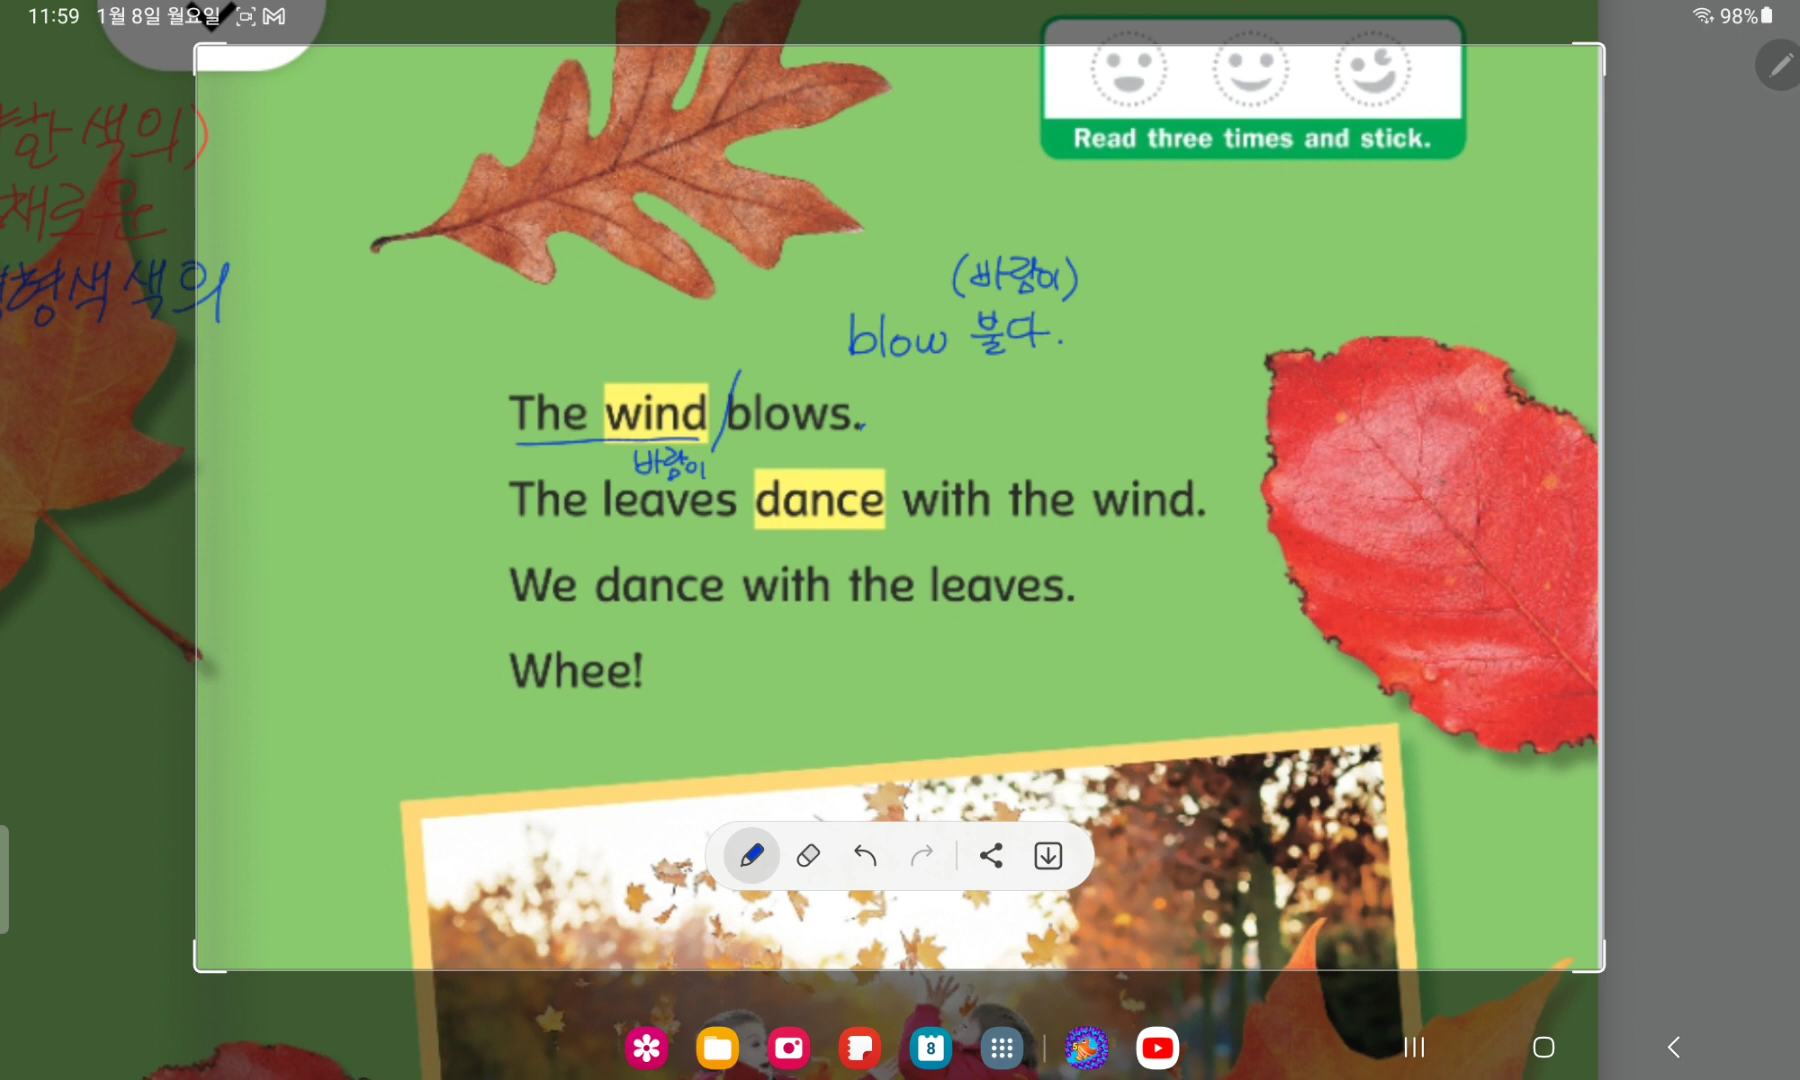 11:59 1월 8일 월요일
98%
한 색의)
채로운
형색색의
Read three times and stick.
(바람이)
blow 불다.
The wind / blows.
바람이
The leaves dance with the wind.
We dance with the leaves.
Whee!
8